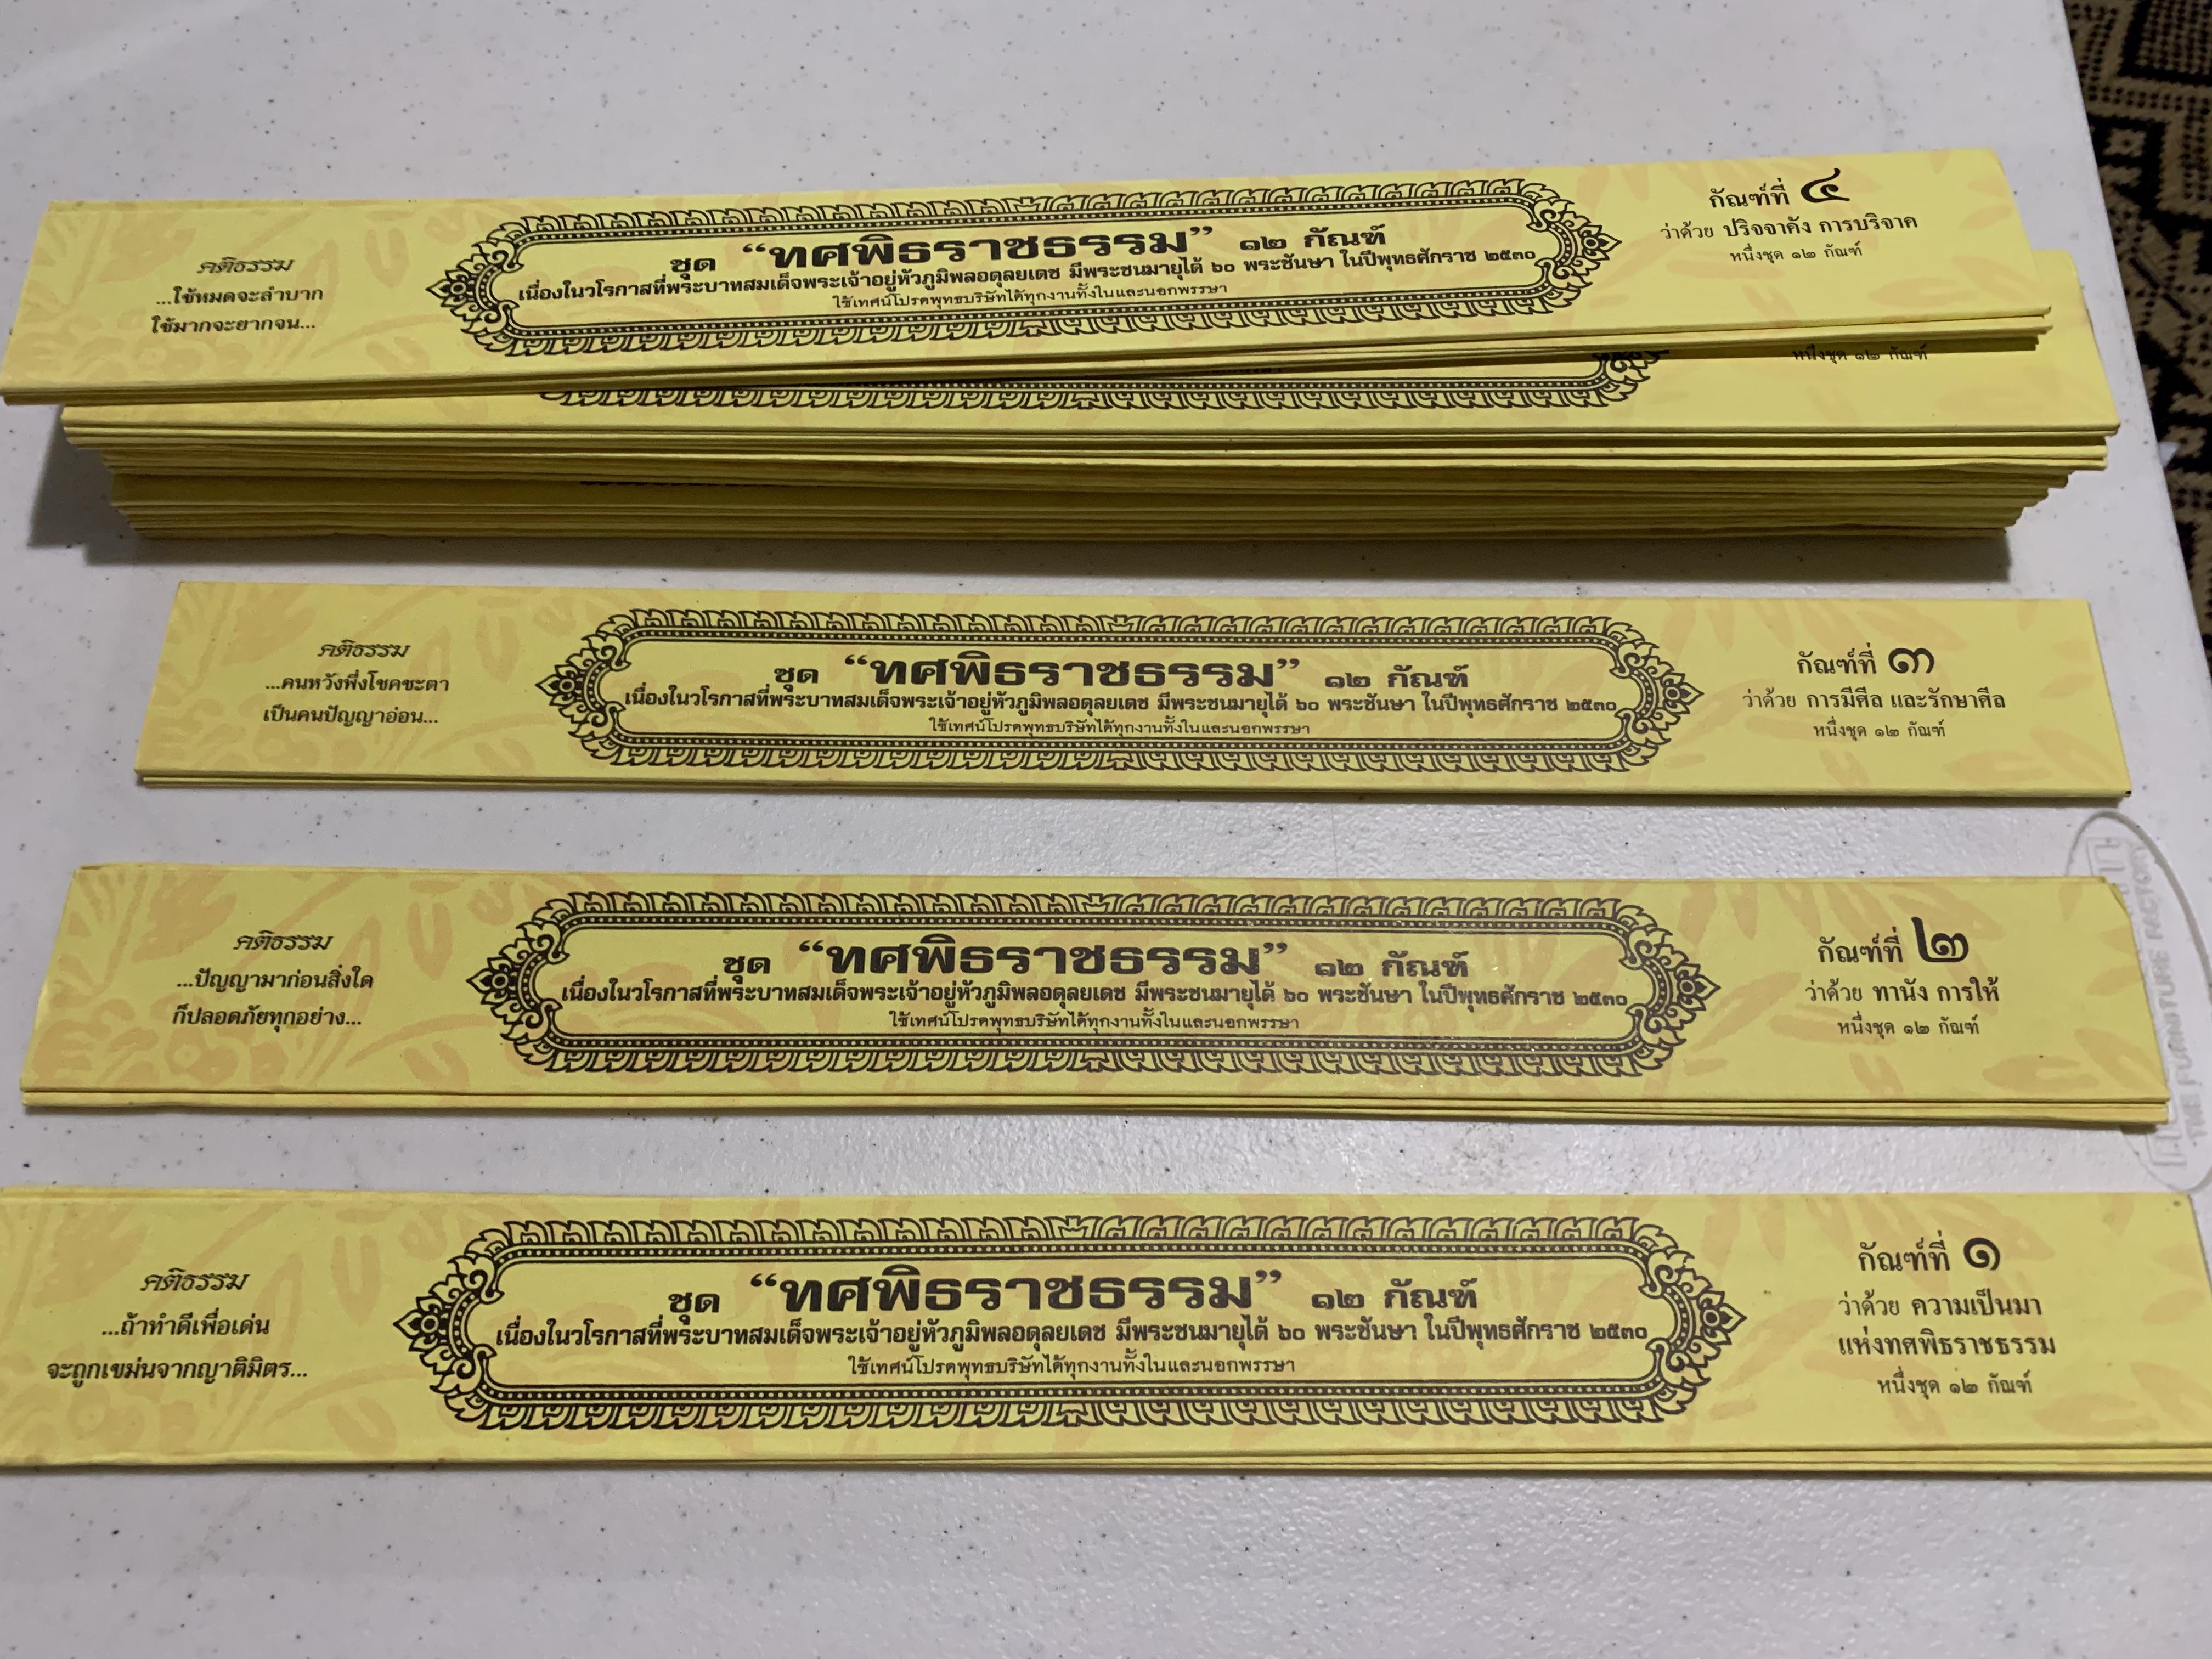 คติธรรม
...ใช้หมดจะลำบาก
ใช้มากจะยากจน...
ชุด “ทศพิธราชธรรม” ๑๒ กัณฑ์
เนื่องในวโรกาสที่พระบาทสมเด็จพระเจ้าอยู่หัวภูมิพลอดุลยเดช มีพระชนมายุได้ ๖๐ พระชันษา ในปีพุทธศักราช ๒๕๓๐
ใช้เทศน์โปรดพุทธบริษัทได้ทุกงานทั้งในและนอกพรรษา
กัณฑ์ที่ ๔
ว่าด้วย ปริจจาคัง การบริจาค
หนึ่งชุด ๑๒ กัณฑ์
หนึ่งชุด ๑๒ กัณฑ์
คติธรรม
...คนหวังพึ่งโชคชะตา
เป็นคนปัญญาอ่อน...
ชุด “ทศพิธราชธรรม” ๑๒ กัณฑ์
เนื่องในวโรกาสที่พระบาทสมเด็จพระเจ้าอยู่หัวภูมิพลอดุลยเดช มีพระชนมายุได้ ๖๐ พระชันษา ในปีพุทธศักราช ๒๕๓๐
ใช้เทศน์โปรดพุทธบริษัทได้ทุกงานทั้งในและนอกพรรษา
กัณฑ์ที่ ๓
ว่าด้วย การมีศีล และรักษาศีล
หนึ่งชุด ๑๒ กัณฑ์
คติธรรม
...ปัญญามาก่อนสิ่งใด
ก็ปลอดภัยทุกอย่าง...
ชุด “ทศพิธราชธรรม” ๑๒ กัณฑ์
เนื่องในวโรกาสที่พระบาทสมเด็จพระเจ้าอยู่หัวภูมิพลอดุลยเดช มีพระชนมายุได้ ๖๐ พระชันษา ในปีพุทธศักราช ๒๕๓๐
ใช้เทศน์โปรดพุทธบริษัทได้ทุกงานทั้งในและนอกพรรษา
กัณฑ์ที่ ๒
ว่าด้วย ทานัง การให้
หนึ่งชุด ๑๒ กัณฑ์
คติธรรม
...ถ้าทำดีเพื่อเด่น
จะถูกเขม่นจากญาติมิตร...
ชุด “ทศพิธราชธรรม” ๑๒ กัณฑ์
เนื่องในวโรกาสที่พระบาทสมเด็จพระเจ้าอยู่หัวภูมิพลอดุลยเดช มีพระชนมายุได้ ๖๐ พระชันษา ในปีพุทธศักราช ๒๕๓๐
ใช้เทศน์โปรดพุทธบริษัทได้ทุกงานทั้งในและนอกพรรษา
กัณฑ์ที่ ๑
ว่าด้วย ความเป็นมา
แห่งทศพิธราชธรรม
หนึ่งชุด ๑๒ กัณฑ์
THE FURNITURE